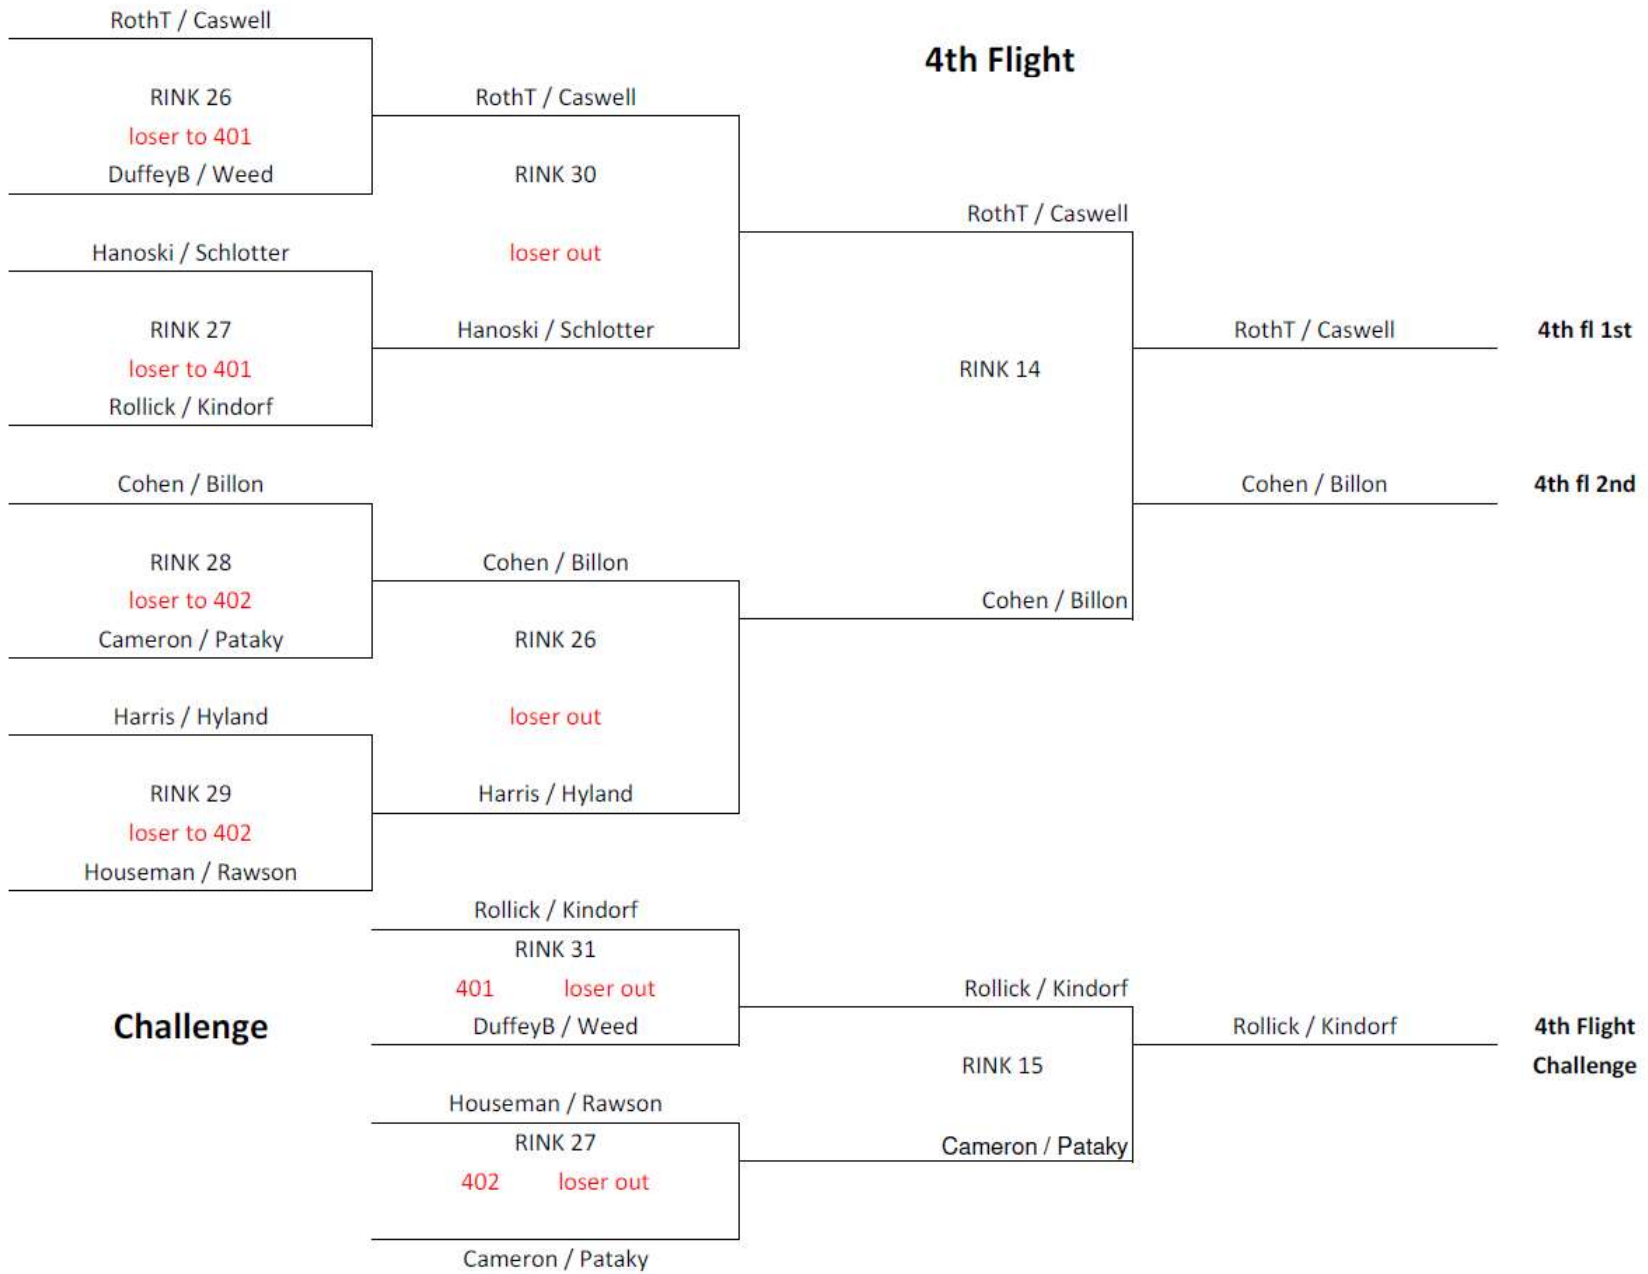 RothT / Caswell
4th Flight
RINK 26
RothT / Caswell
loser to 401
DuffeyB / Weed
RINK 30
RothT / Caswell
Hanoski / Schlotter
loser out
RINK 27
Hanoski / Schlotter
RothT / Caswell
4th fl 1st
loser to 401
RINK 14
Rollick / Kindorf
Cohen / Billon
Cohen / Billon
4th fl 2nd
RINK 28
Cohen / Billon
loser to 402
Cohen / Billon
Cameron / Pataky
RINK 26
Harris / Hyland
loser out
RINK 29
Harris / Hyland
loser to 402
Houseman / Rawson
Rollick / Kindorf
RINK 31
401 loser out
Rollick / Kindorf
Challenge
DuffeyB / Weed
Rollick / Kindorf
4th Flight
RINK 15
Challenge
Houseman / Rawson
RINK 27
Cameron / Pataky
402 loser out
Cameron / Pataky